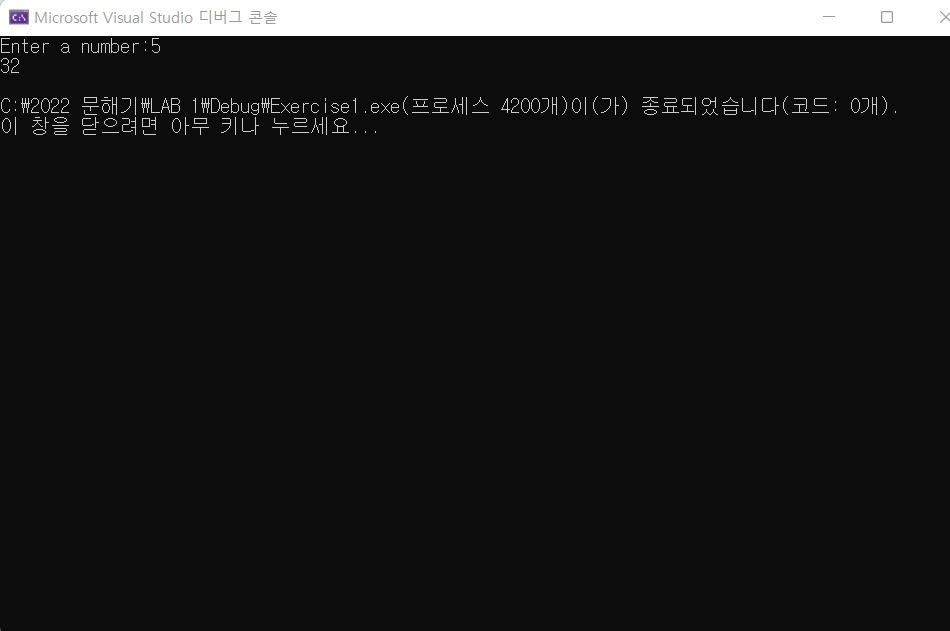 Microsoft Visual Studio 디버그 콘솔
Enter a number:5
32
C:₩2022 문해기₩LAB 1₩Debug₩Exercise1.exe(프로세스 4200개)이(가) 종료되었습니다(코드: 0개).
이 창을 닫으려면 아무 키나 누르세요...